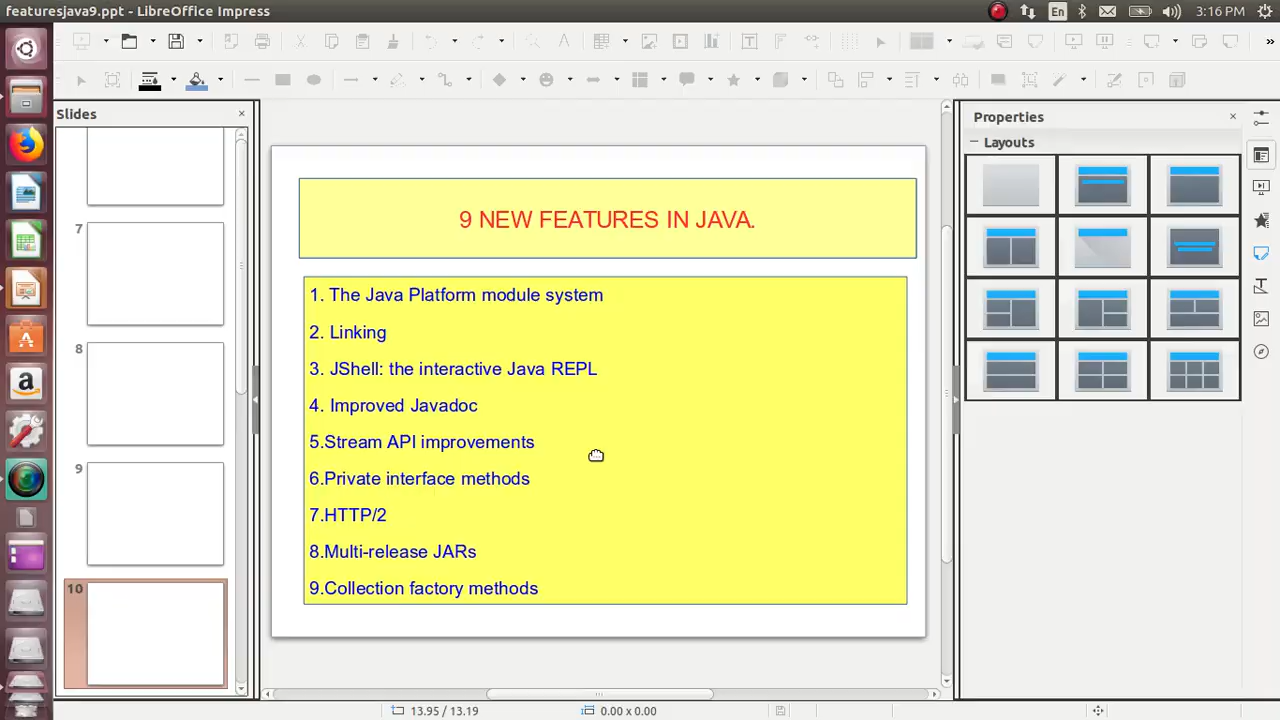 featuresjava9.ppt - LibreOffice Impress
En
3:16 PM
Slides
7
8
9
10
9 NEW FEATURES IN JAVA.
1. The Java Platform module system
2. Linking
3. JShell: the interactive Java REPL
4. Improved Javadoc
5.Stream API improvements
6.Private interface methods
7.HTTP/2
8.Multi-release JARs
9.Collection factory methods
Properties
Layouts
13.95 / 13.19
0.00 x 0.00